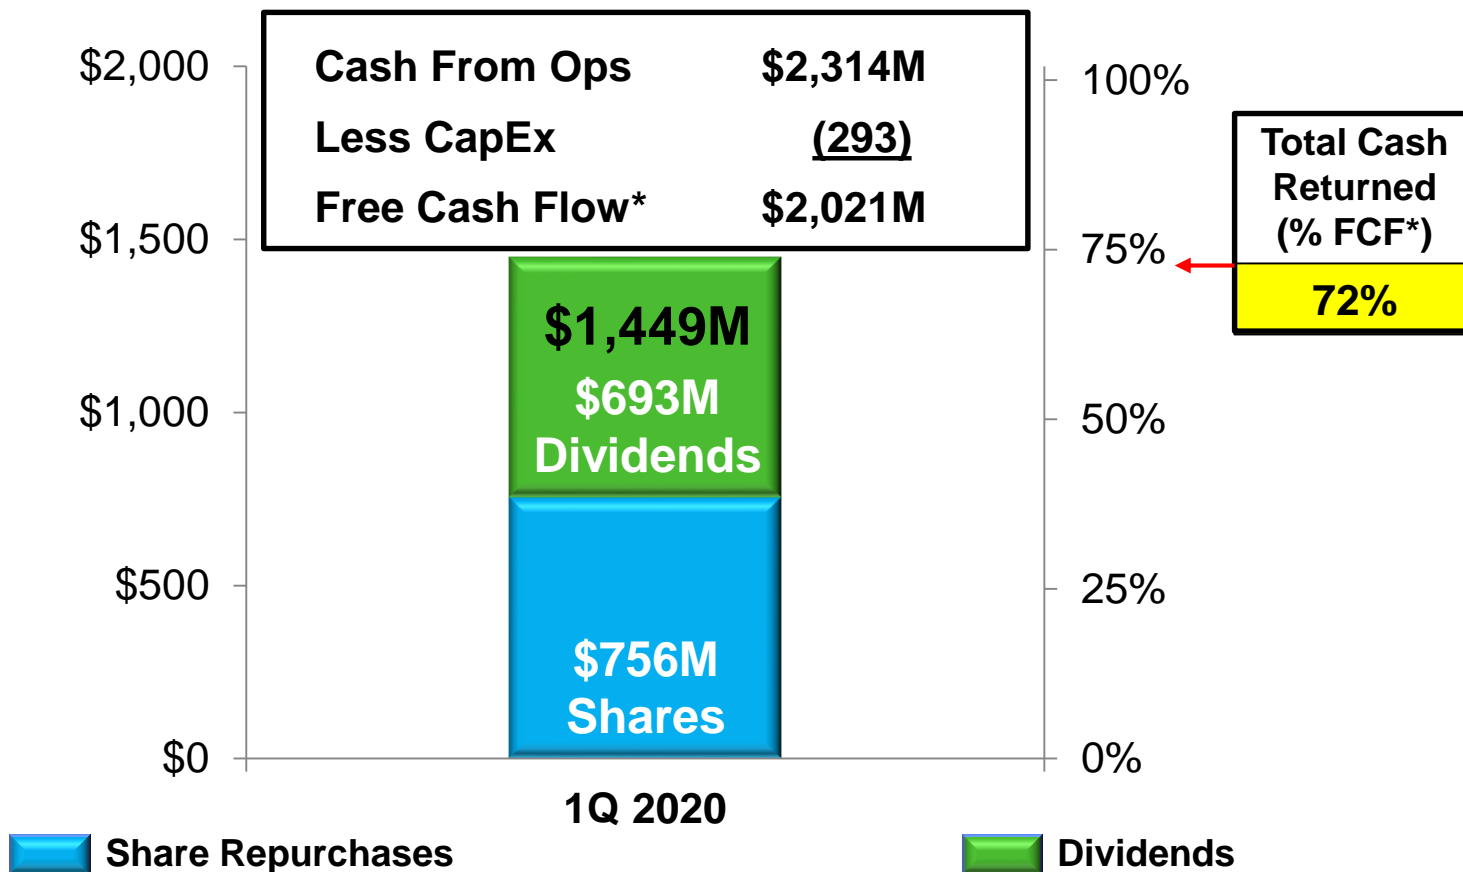 Cash From Ops $2,314M
Less CapEx (293)
Free Cash Flow* $2,021M
$2,000
$1,500
$1,000
$500
$0
$1,449M
$693M
Dividends
$756M
Shares
1Q 2020
100%
75%
50%
25%
0%
Total Cash
Returned
(% FCF*)
72%
Share Repurchases
Dividends